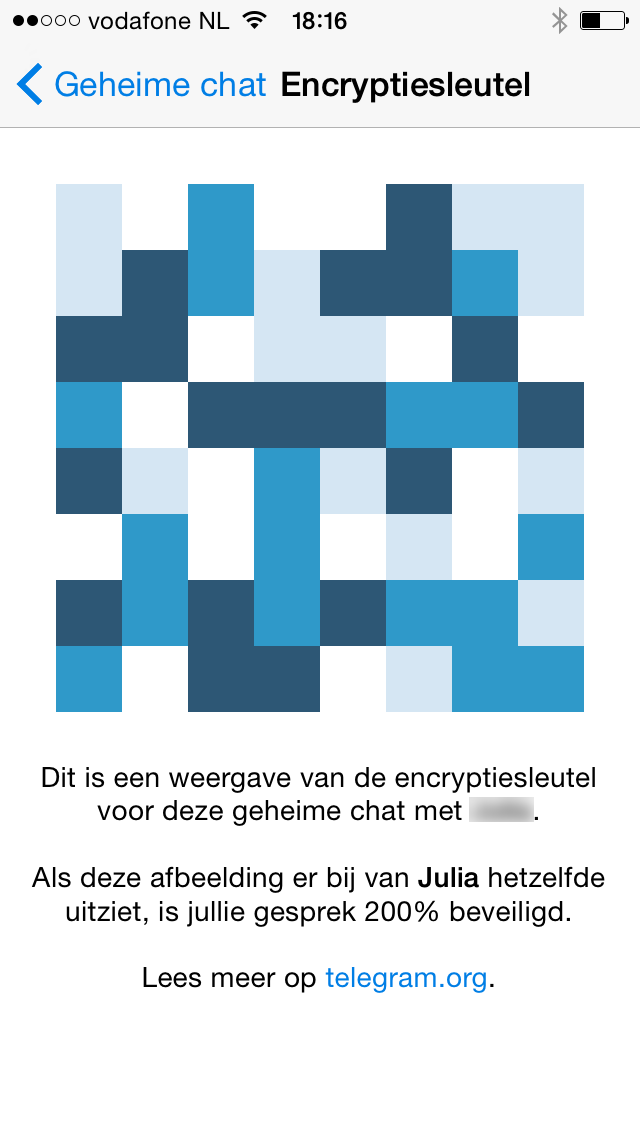 vodafone NL 18:16
Geheime chat Encryptiesleutel
Dit is een weergave van de encryptiesleutel
voor deze geheime chat met .
Als deze afbeelding er bij van Julia hetzelfde
uitziet, is jullie gesprek 200% beveiligd.
Lees meer op telegram.org.